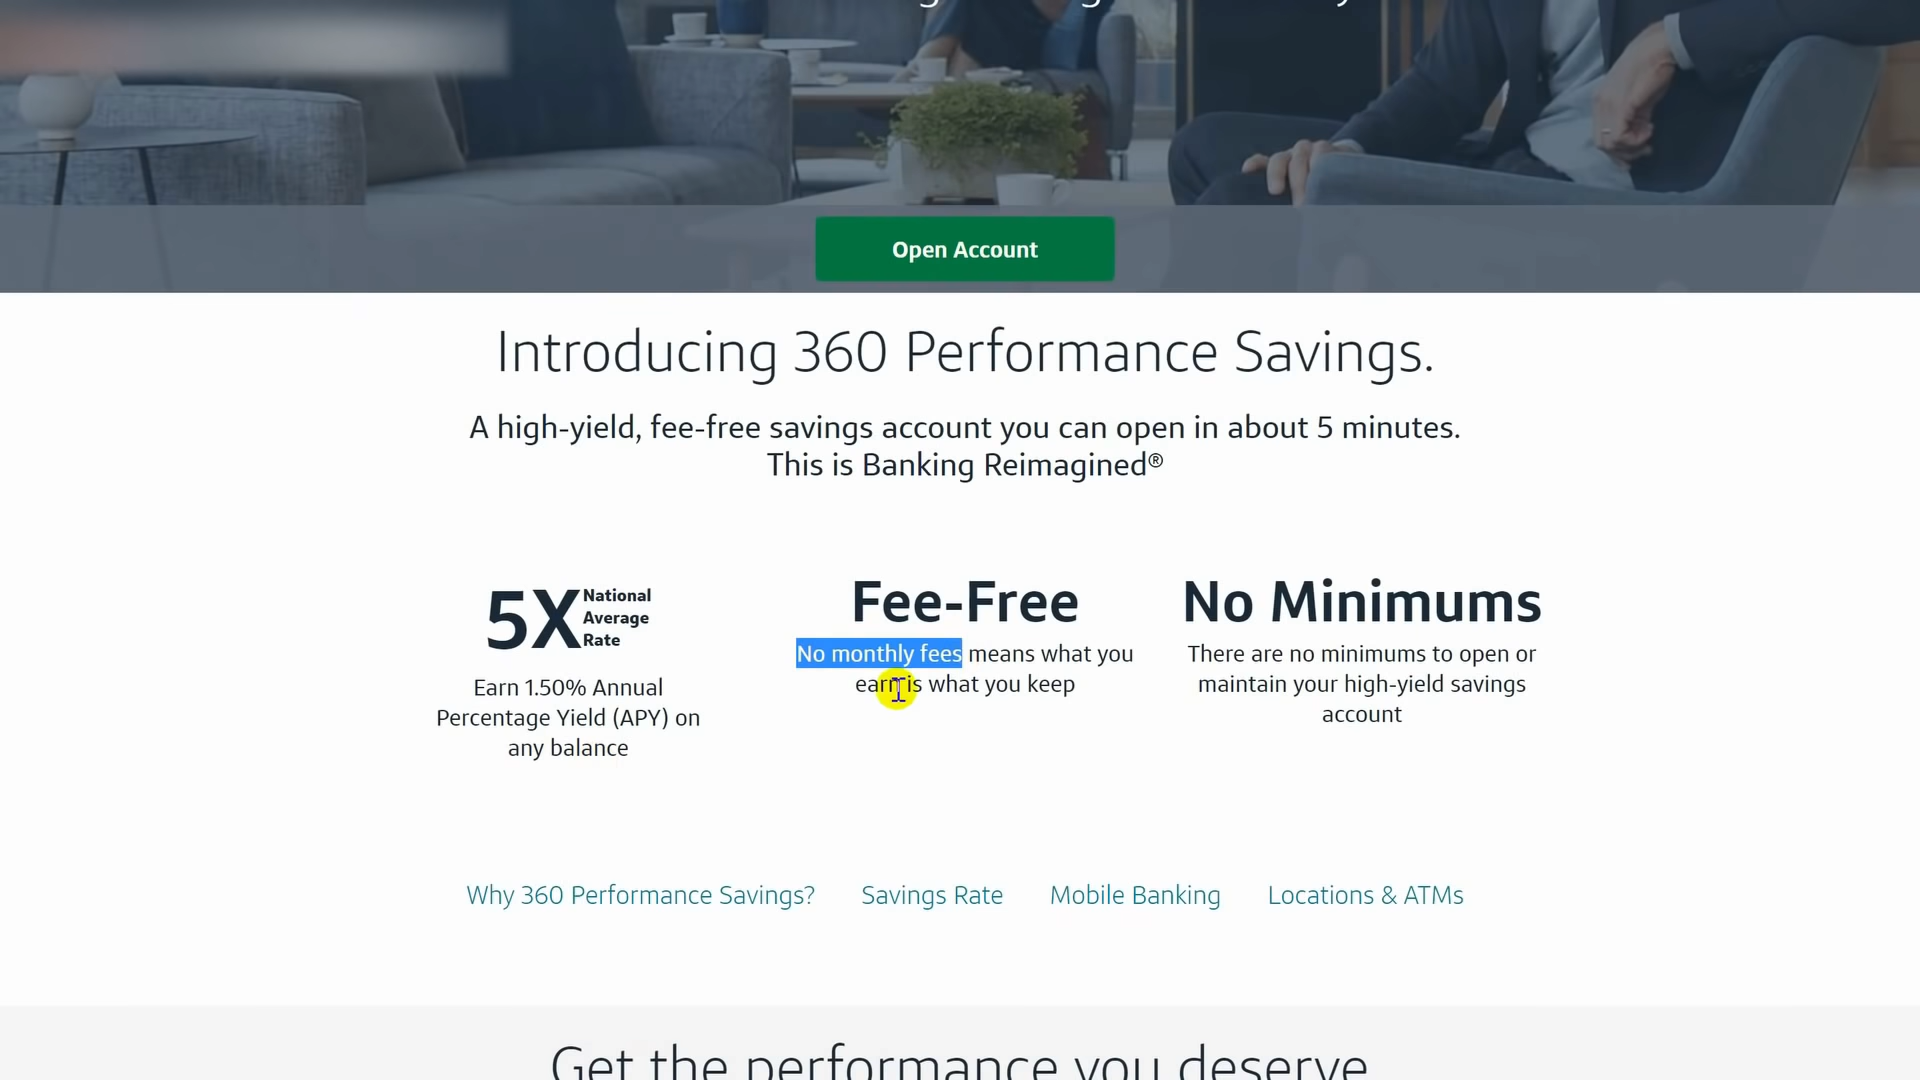 Open Account
Introducing 360 Performance Savings.
A high-yield, fee-free savings account you can open in about 5 minutes.
This is Banking Reimagined®
5X National
Average
Rate
Earn 1.50% Annual
Percentage Yield (APY) on
any balance
Fee-Free
No monthly fees means what you
earn is what you keep
No Minimums
There are no minimums to open or
maintain your high-yield savings
account
Why 360 Performance Savings?
Savings Rate
Mobile Banking
Locations & ATMs
Get the performance you deserve